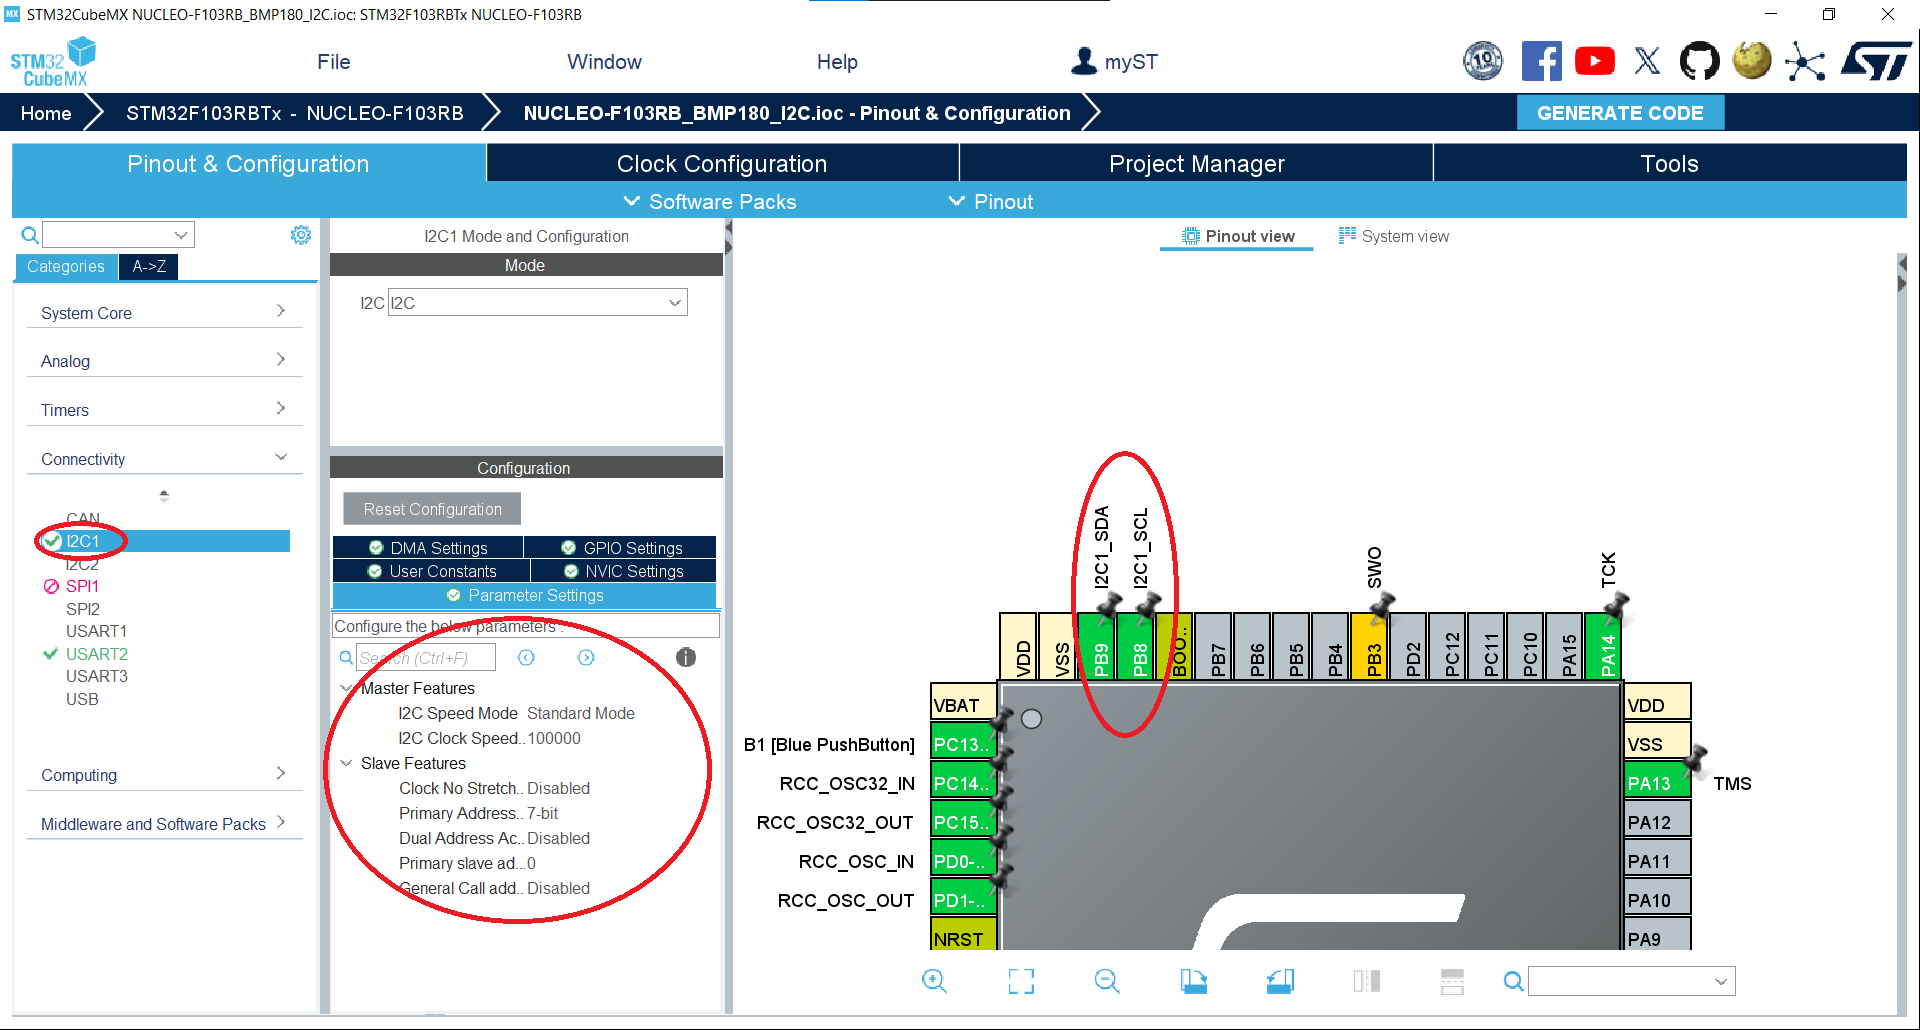 STM32CubeMX NUCLEO-F103RB_BMP180_I2C.ioc: STM32F103RBTx NUCLEO-F103RB
STM32
CubeMX
File
Window
Help
myST
10
Home
STM32F103RBTx - NUCLEO-F103RB
NUCLEO-F103RB_BMP180_I2C.ioc - Pinout & Configuration
GENERATE CODE
Pinout & Configuration
Clock Configuration
Project Manager
Tools
Software Packs
Pinout
Categories
A->Z
System Core
Analog
Timers
Connectivity
CAN
I2C1
I2C2
SPI1
SPI2
USART1
USART2
USART3
USB
Computing
Middleware and Software Packs
I2C1 Mode and Configuration
Mode
I2C I2C
Configuration
Reset Configuration
DMA Settings
GPIO Settings
User Constants
NVIC Settings
Parameter Settings
Configure the below parameters :
Search (Ctrl+F)
Master Features
I2C Speed Mode Standard Mode
I2C Clock Speed.. 100000
Slave Features
Clock No Stretch.. Disabled
Primary Address.. 7-bit
Dual Address Ac.. Disabled
Primary slave ad...0
General Call add.. Disabled
Pinout view
System view
I2C1_SDA
I2C1_SCL
SWO
TCK
VDD
VSS
PB9
PB8
BOO..
PB7
PB6
PB5
PB4
PB3
PD2
PC12
PC11
PC10
PA15
PA14
VBAT
B1 [Blue PushButton] PC13..
RCC_OSC32_IN PC14..
RCC_OSC32_OUT PC15..
RCC_OSC_IN PD0-..
RCC_OSC_OUT PD1-..
NRST
VDD
VSS
PA13 TMS
PA12
PA11
PA10
PA9